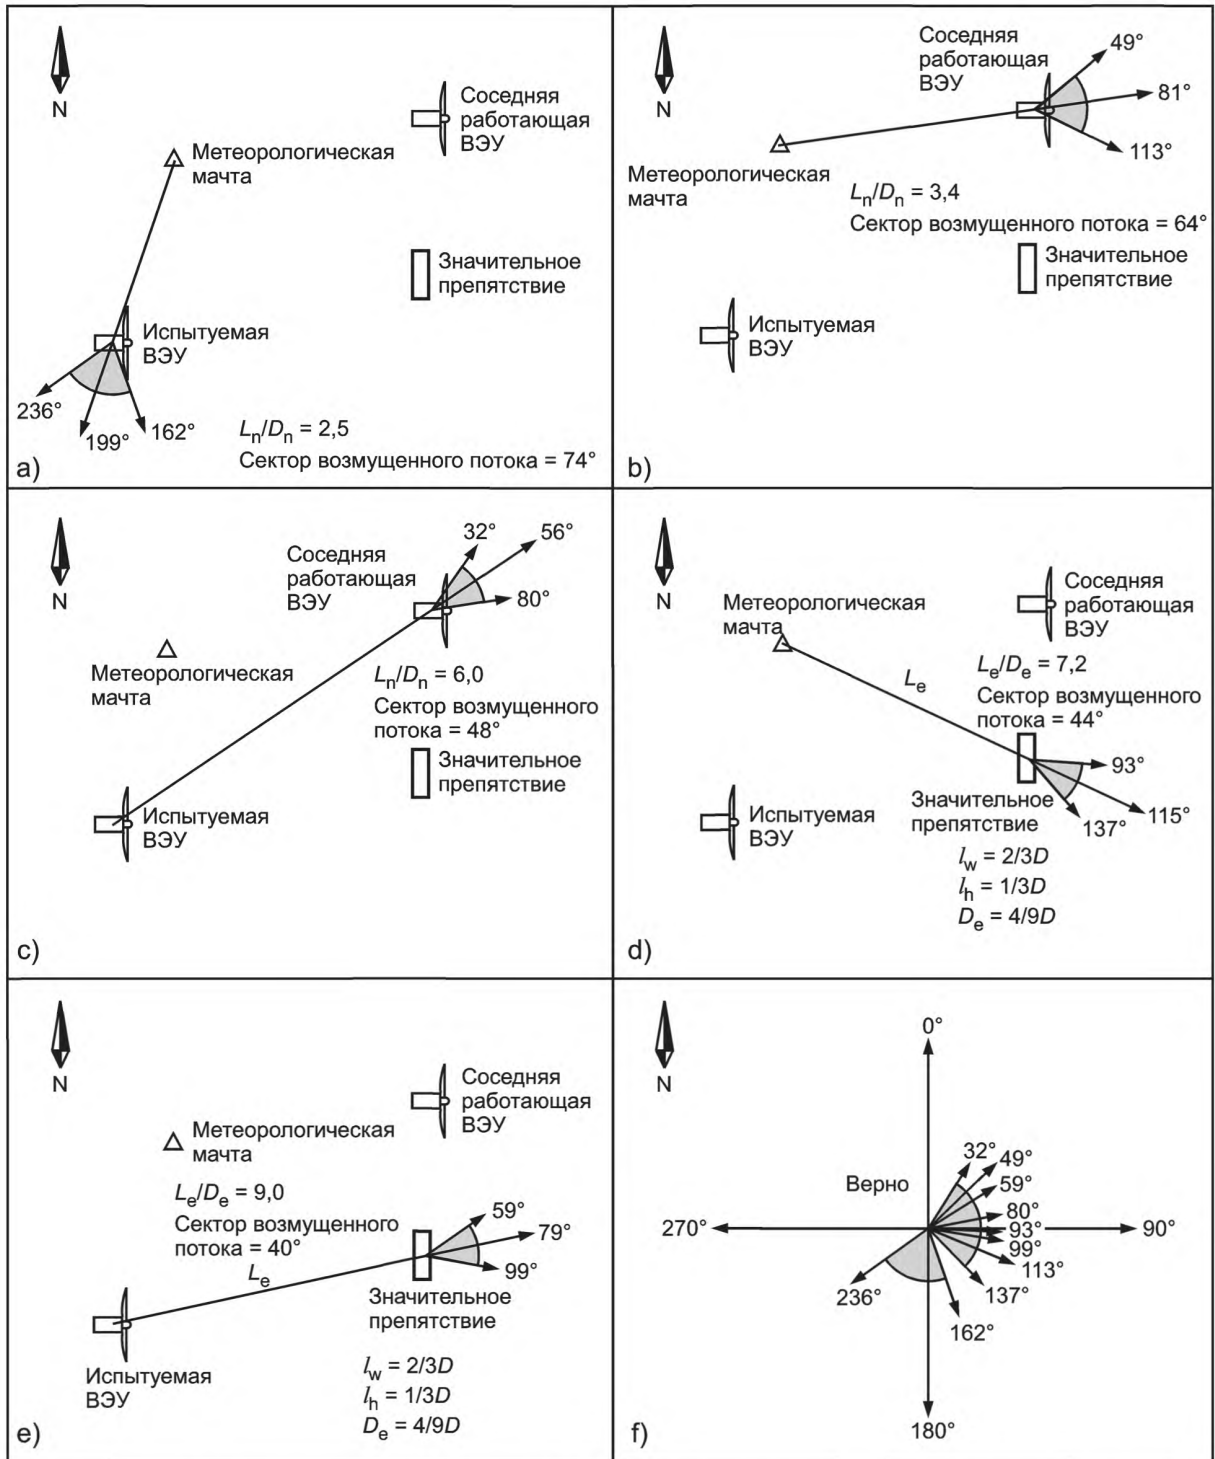 N
Соседняя
работающая
ВЭУ
Метеорологическая
мачта
Значительное
препятствие
Испытуемая
ВЭУ
236°
199°
162°
Ln/Dn = 2,5
Сектор возмущенного потока = 74°
a)
N
Соседняя
работающая
ВЭУ
49°
81°
113°
Метеорологическая
мачта
Ln/Dn = 3,4
Сектор возмущенного потока = 64°
Значительное
препятствие
Испытуемая
ВЭУ
b)
N
Соседняя
работающая
ВЭУ
32°
56°
80°
Метеорологическая
мачта
Ln/Dn = 6,0
Сектор возмущенного
потока = 48°
Значительное
препятствие
Испытуемая
ВЭУ
c)
N
Соседняя
работающая
ВЭУ
Метеорологическая
мачта
Le
Le/De = 7,2
Сектор возмущенного
потока = 44°
93°
115°
137°
Значительное
препятствие
Испытуемая
ВЭУ
lw = 2/3D
lh = 1/3D
De = 4/9D
d)
N
Соседняя
работающая
ВЭУ
Метеорологическая
мачта
Le/De = 9,0
Сектор возмущенного
потока = 40°
Le
59°
79°
99°
Значительное
препятствие
Испытуемая
ВЭУ
lw = 2/3D
lh = 1/3D
De = 4/9D
e)
N
0°
Верно
32°
49°
59°
80°
93°
99°
113°
137°
162°
236°
270°
90°
180°
f)